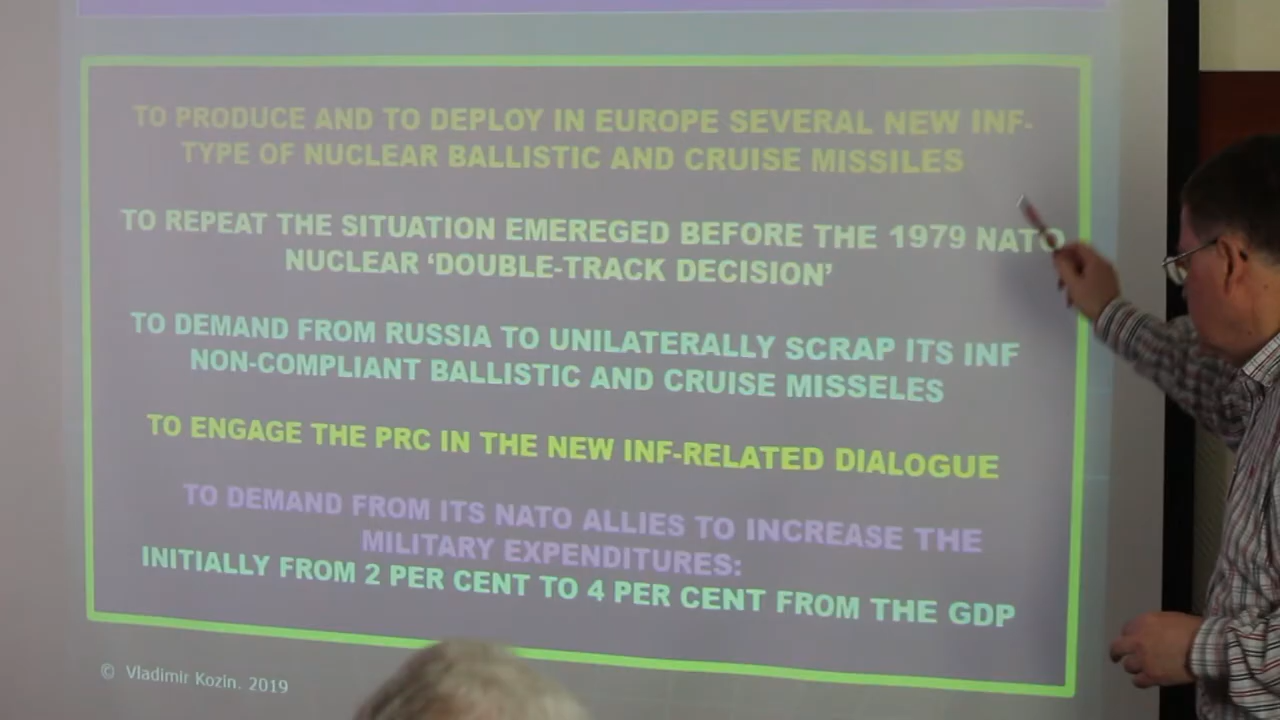 TO PRODUCE AND TO DEPLOY IN EUROPE SEVERAL NEW INF-
TYPE OF NUCLEAR BALLISTIC AND CRUISE MISSILES
TO REPEAT THE SITUATION EMEREGED BEFORE THE 1979 NATO
NUCLEAR ‘DOUBLE-TRACK DECISION’
TO DEMAND FROM RUSSIA TO UNILATERALLY SCRAP ITS INF
NON-COMPLIANT BALLISTIC AND CRUISE MISSELES
TO ENGAGE THE PRC IN THE NEW INF-RELATED DIALOGUE
TO DEMAND FROM ITS NATO ALLIES TO INCREASE THE
MILITARY EXPENDITURES:
INITIALLY FROM 2 PER CENT TO 4 PER CENT FROM THE GDP
© Vladimir Kozin. 2019